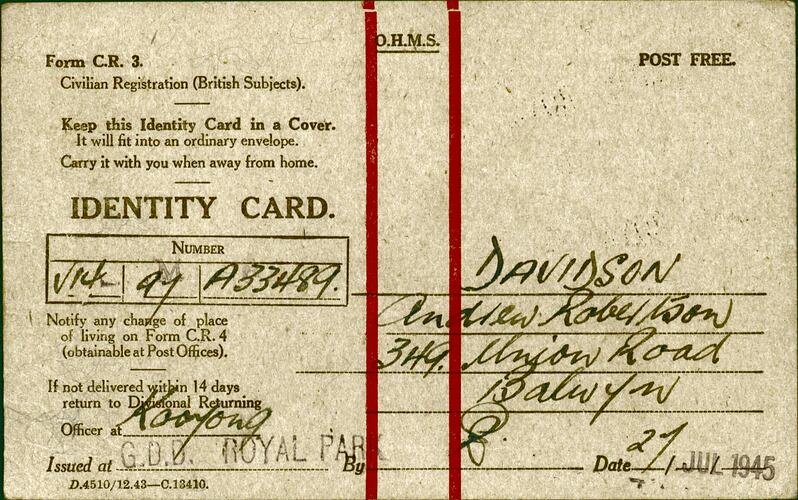 Form C.R. 3.
Civilian Registration (British Subjects).
Keep this Identity Card in a Cover.
It will fit into an ordinary envelope.
Carry it with you when away from home.
IDENTITY CARD.
NUMBER
A33489.
Notify any change of place
of living on Form C.R. 4
(obtainable at Post Offices).
If not delivered within 14 days
return to Divisional Returning
Officer at Kooyong
Issued at G.D.D. ROYAL PARK
D.4510/12.43—C.13410.
O.H.M.S.
POST FREE.
DAVIDSON
Andrew Robertson
349. Union Road
Balwyn
By
Date 27 / JUL 1945